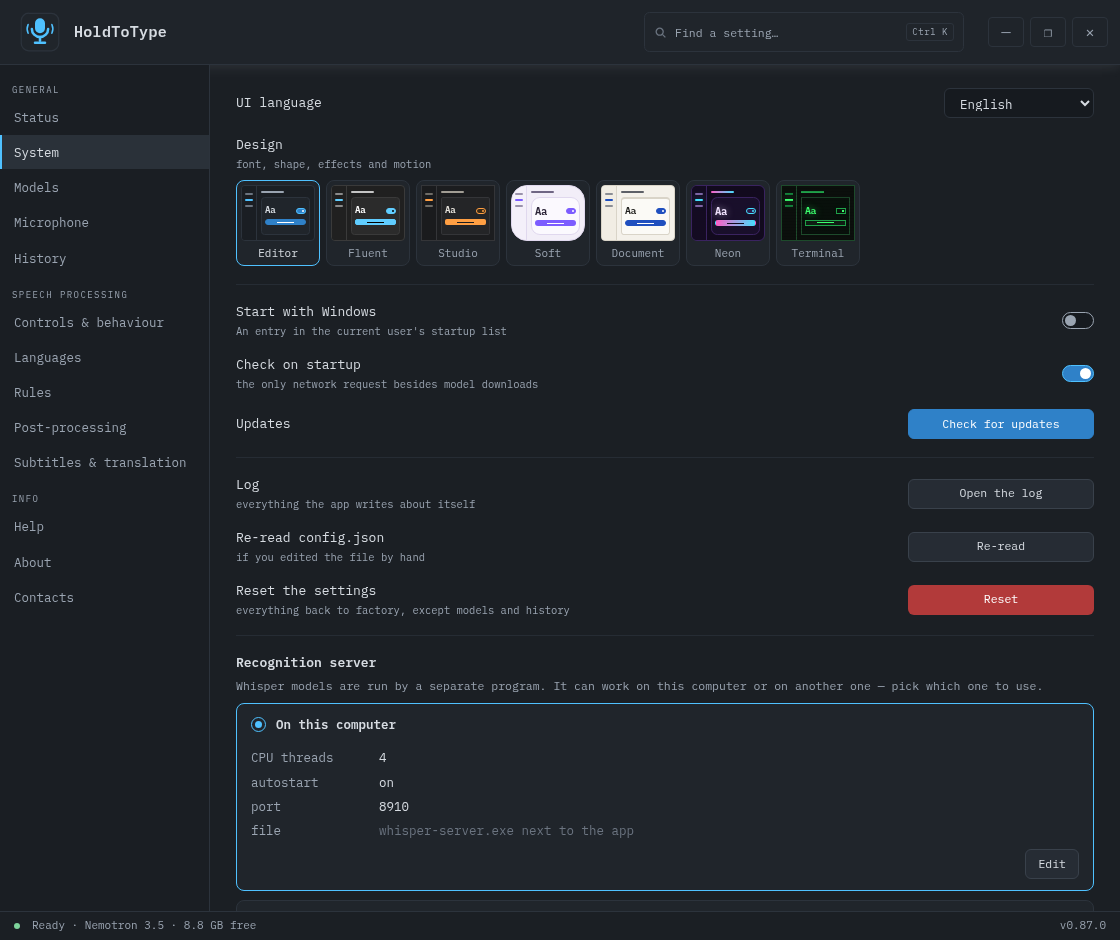 HoldToType
Find a setting…
Ctrl K
GENERAL
Status
System
Models
Microphone
History
SPEECH PROCESSING
Controls & behaviour
Languages
Rules
Post-processing
Subtitles & translation
INFO
Help
About
Contacts
UI language
English
Design
font, shape, effects and motion
Aa
Editor
Aa
Fluent
Aa
Studio
Aa
Soft
Aa
Document
Aa
Neon
Aa
Terminal
Start with Windows
An entry in the current user's startup list
Check on startup
the only network request besides model downloads
Updates
Check for updates
Log
everything the app writes about itself
Open the log
Re-read config.json
if you edited the file by hand
Re-read
Reset the settings
everything back to factory, except models and history
Reset
Recognition server
Whisper models are run by a separate program. It can work on this computer or on another one — pick which one to use.
On this computer
CPU threads 4
autostart on
port 8910
file whisper-server.exe next to the app
Edit
Ready · Nemotron 3.5 · 8.8 GB free
v0.87.0